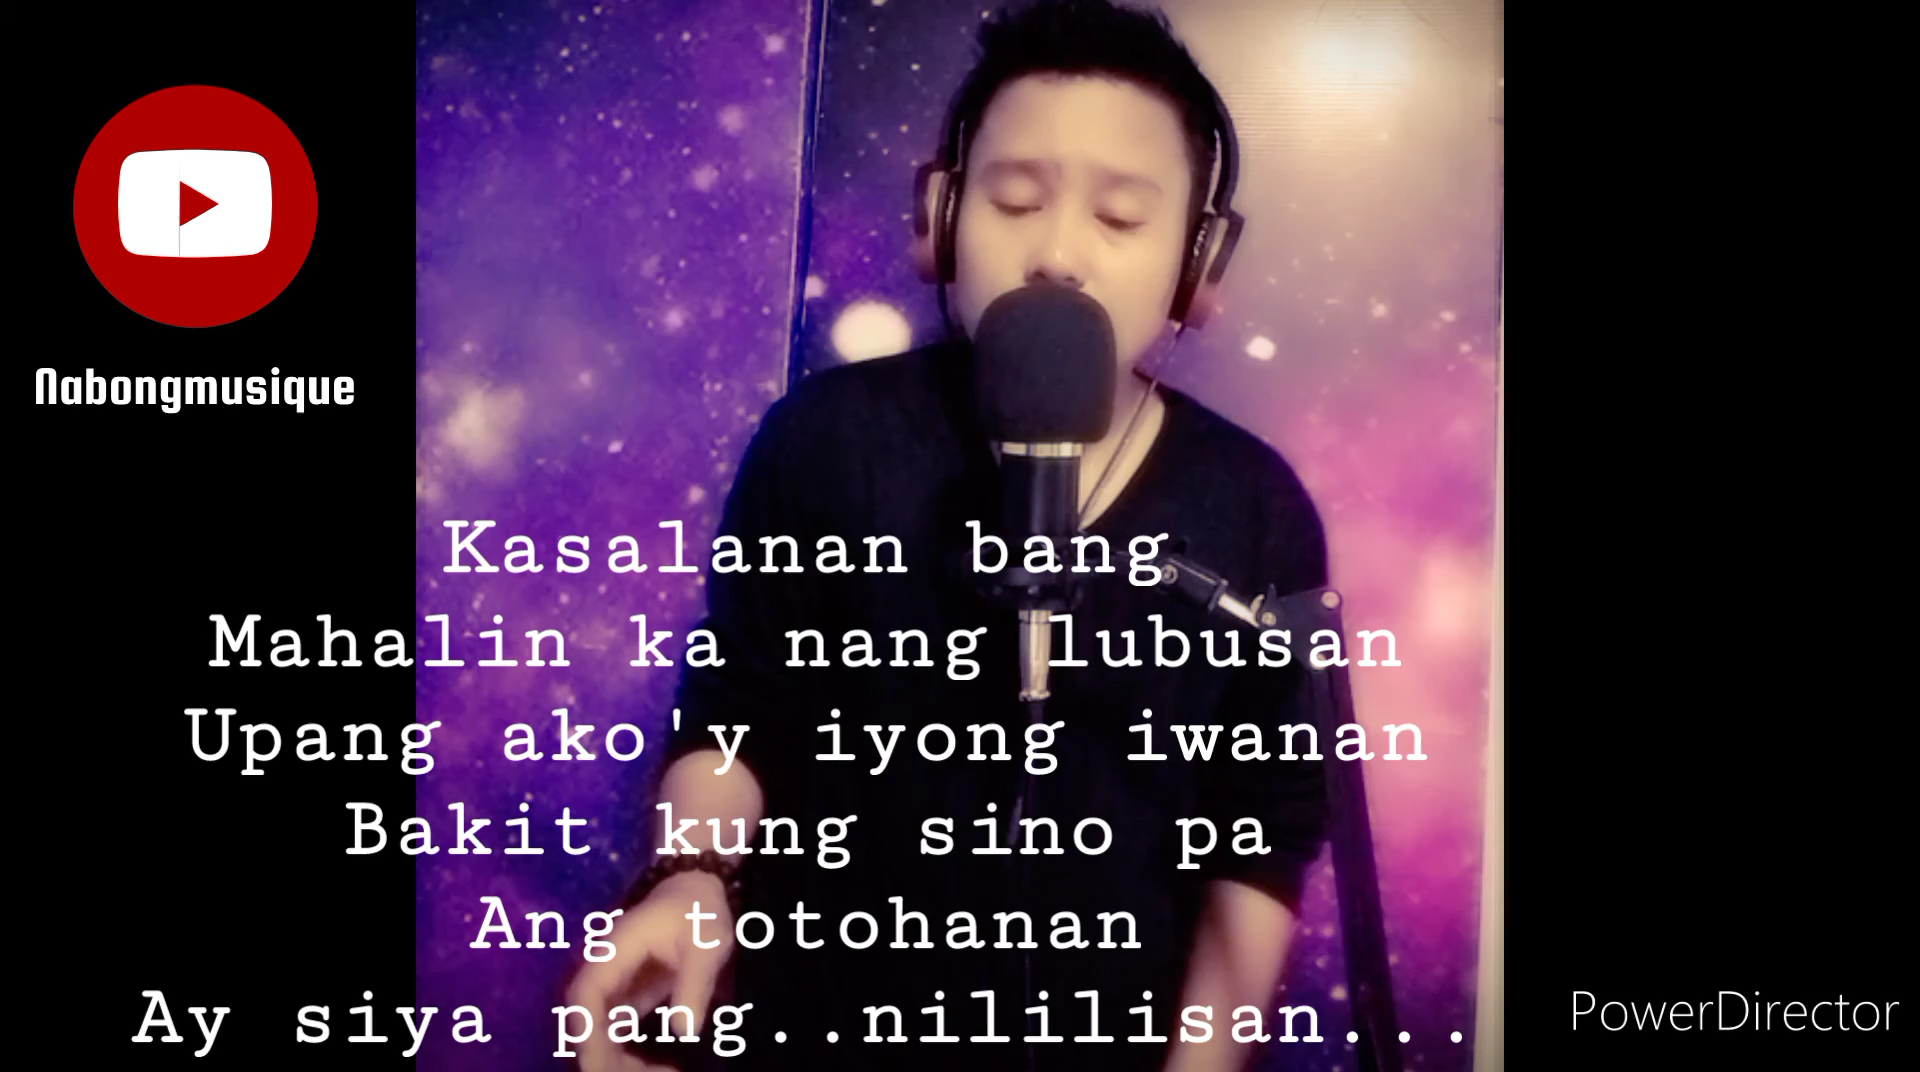 Nabongmusique
Kasalanan bang
Mahalin ka nang lubusan
Upang ako'y iyong iwanan
Bakit kung sino pa
Ang totohanan
Ay siya pang..nililisan...
PowerDirector